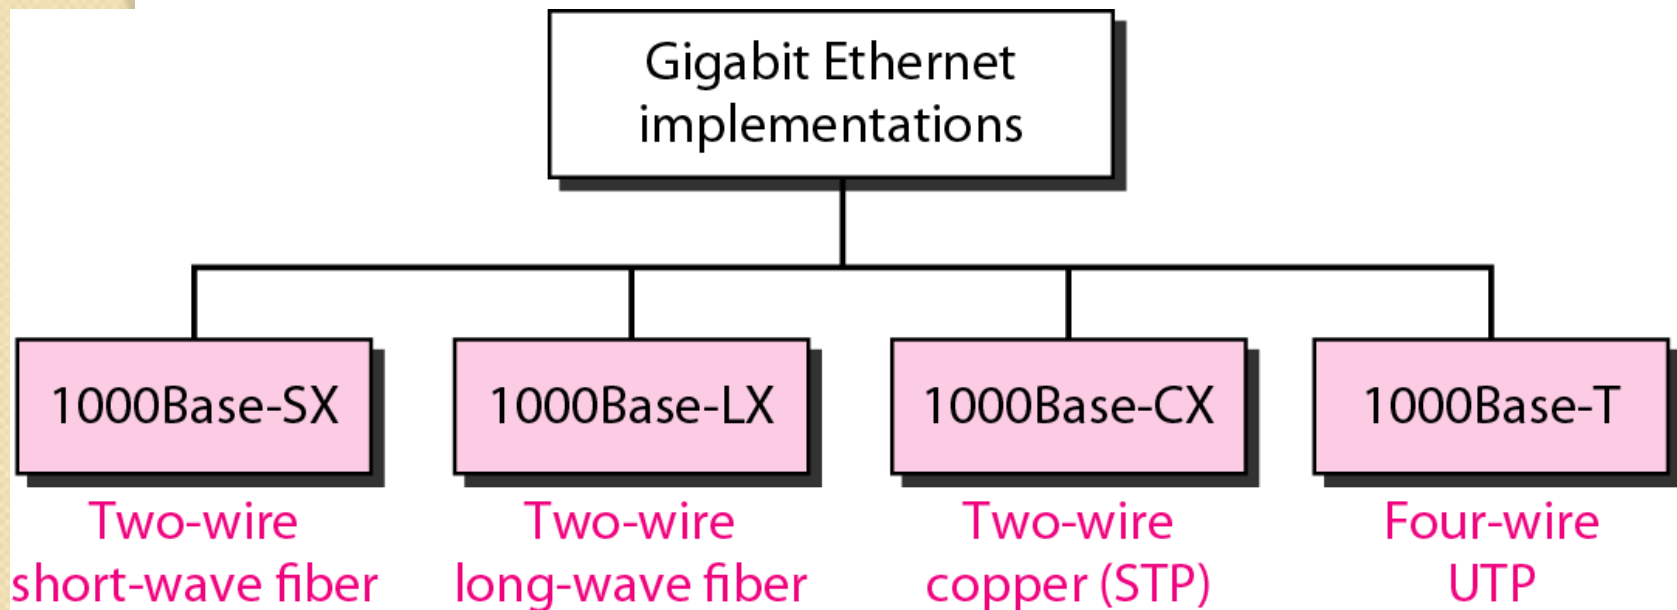 Gigabit Ethernet
implementations
1000Base-SX
1000Base-LX
1000Base-CX
1000Base-T
Two-wire
short-wave fiber
Two-wire
long-wave fiber
Two-wire
copper (STP)
Four-wire
UTP